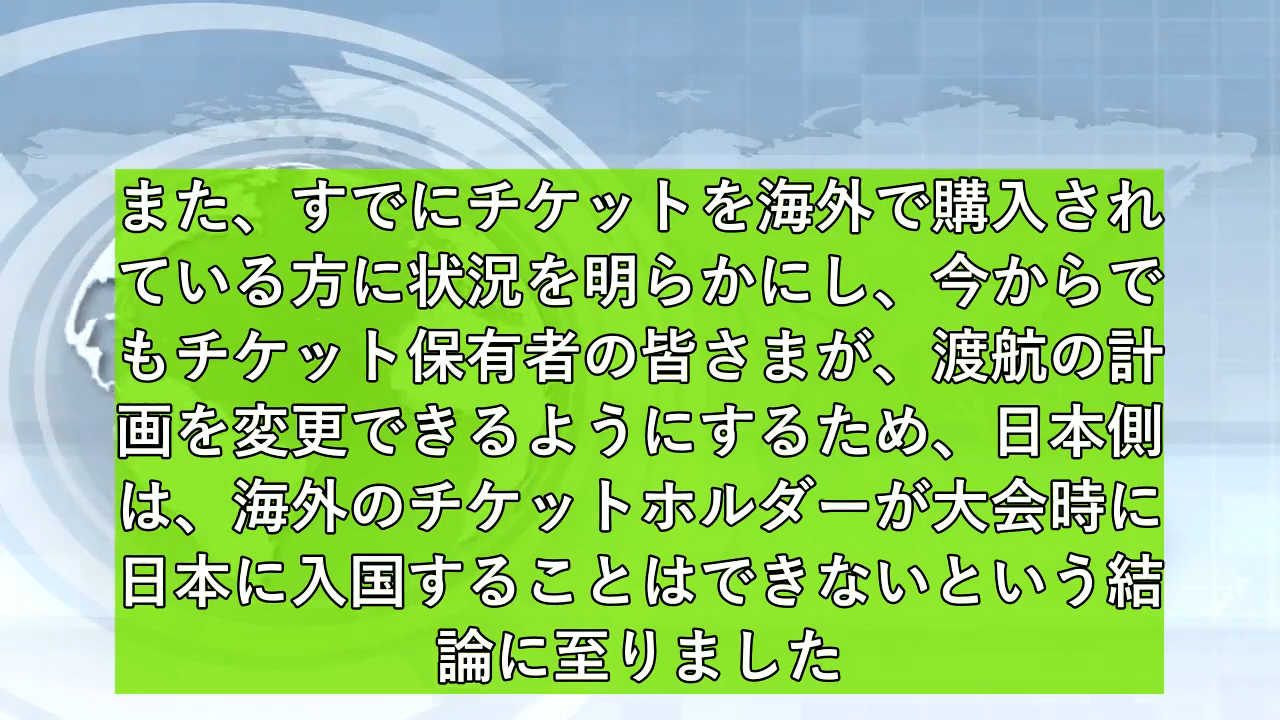 また、すでにチケットを海外で購入され
ている方に状況を明らかにし、今からで
もチケット保有者の皆さまが、渡航の計
画を変更できるようにするため、日本側
は、海外のチケットホルダーが大会時に
日本に入国することはできないという結
論に至りました